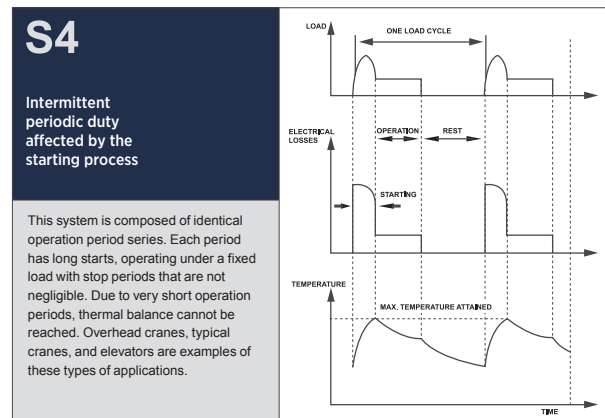 S4
Intermittent
periodic duty
affected by the
starting process
This system is composed of identical
operation period series. Each period
has long starts, operating under a fixed
load with stop periods that are not
negligible. Due to very short operation
periods, thermal balance cannot be
reached. Overhead cranes, typical
cranes, and elevators are examples of
these types of applications.
LOAD
ONE LOAD CYCLE
ELECTRICAL
LOSSES
OPERATION
REST
STARTING
TEMPERATURE
MAX. TEMPERATURE ATTAINED
TIME